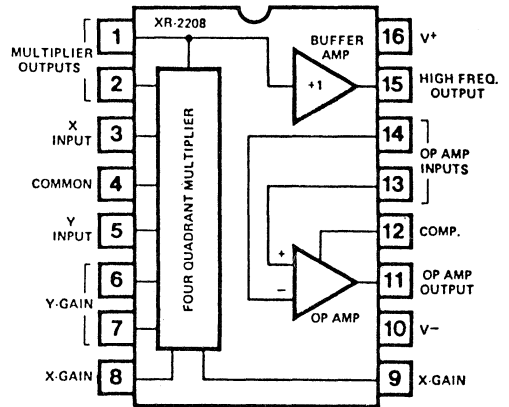 XR-2208
MULTIPLIER
OUTPUTS
1
2
X
INPUT
3
COMMON
4
Y
INPUT
5
Y-GAIN
6
7
X-GAIN
8
FOUR QUADRANT MULTIPLIER
BUFFER
AMP
+1
+
−
OP AMP
16
V+
15
HIGH FREQ.
OUTPUT
14
OP AMP
INPUTS
13
12
COMP.
11
OP AMP
OUTPUT
10
V−
9
X-GAIN